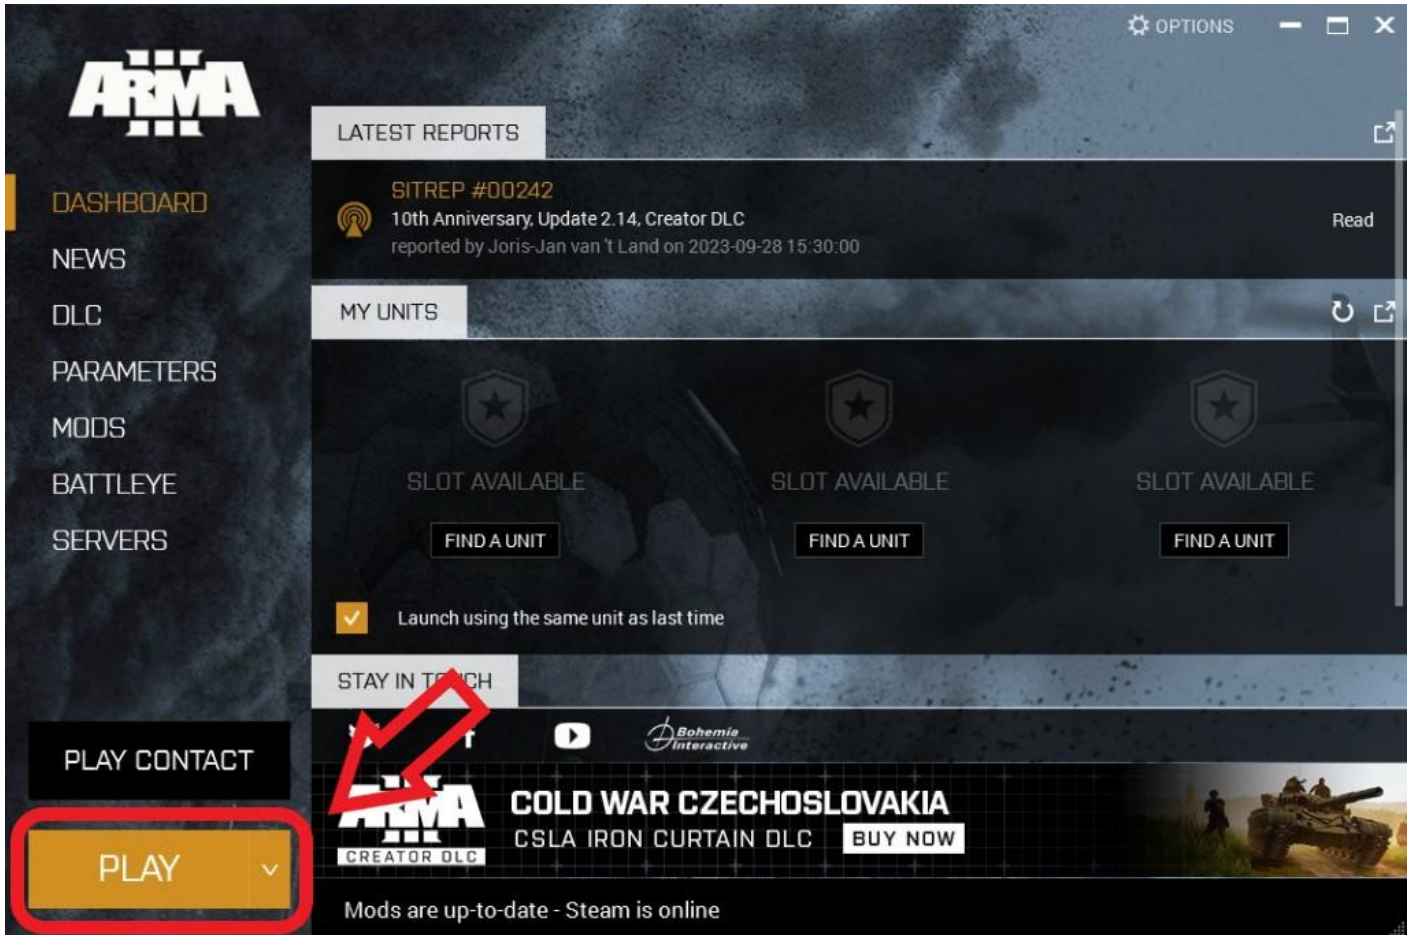 OPTIONS
ARMA
III
LATEST REPORTS
SITREP #00242
10th Anniversary, Update 2.14, Creator DLC
reported by Joris-Jan van 't Land on 2023-09-28 15:30:00
Read
DASHBOARD
NEWS
DLC
PARAMETERS
MODS
BATTLEYE
SERVERS
MY UNITS
SLOT AVAILABLE
SLOT AVAILABLE
SLOT AVAILABLE
FIND A UNIT
FIND A UNIT
FIND A UNIT
Launch using the same unit as last time
STAY IN TOUCH
Bohemia
Interactive
PLAY CONTACT
PLAY
ARMA
III
CREATOR DLC
COLD WAR CZECHOSLOVAKIA
CSLA IRON CURTAIN DLC
BUY NOW
Mods are up-to-date - Steam is online